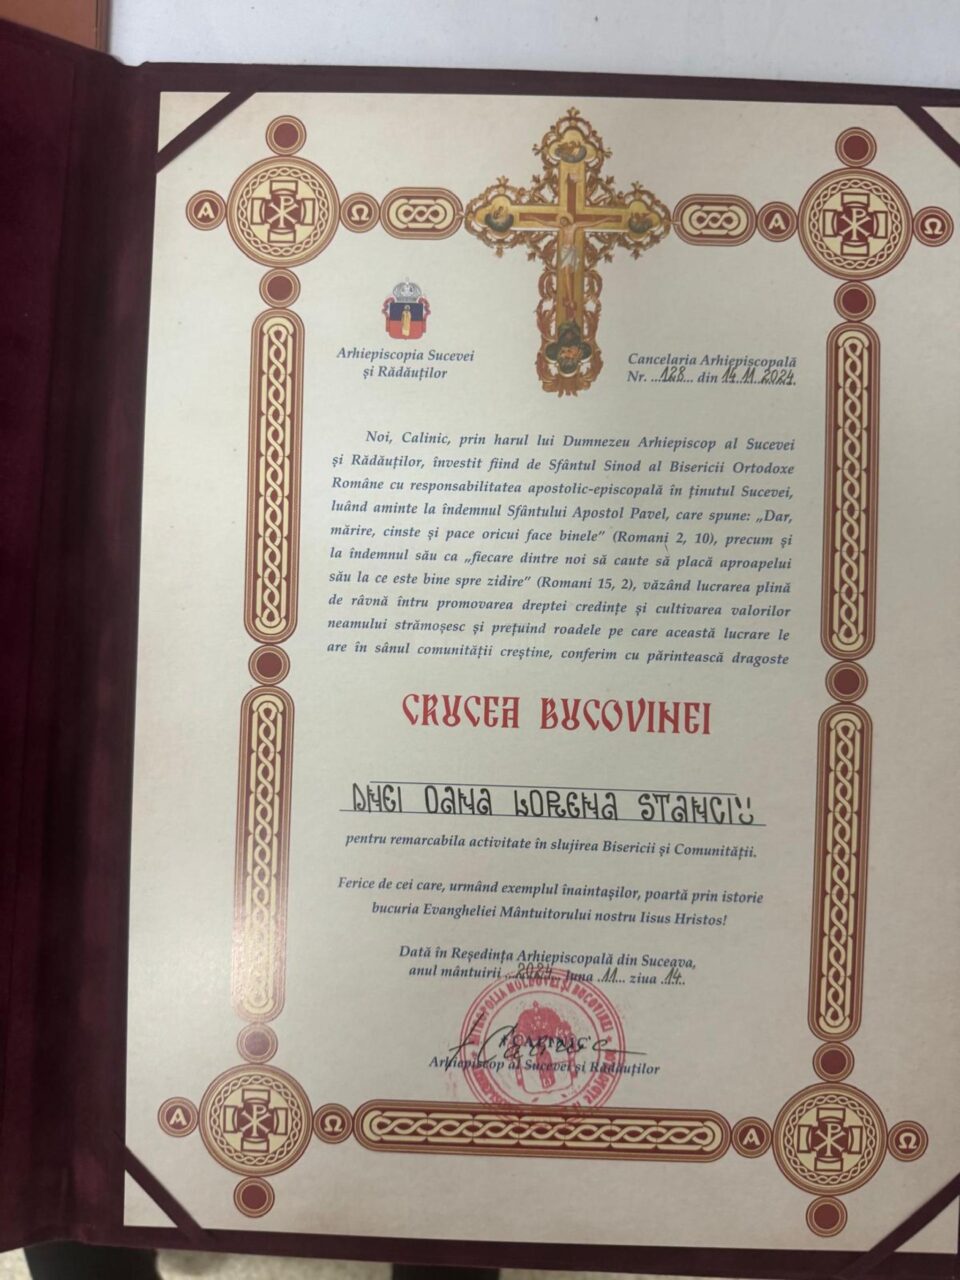 Arhiepiscopia Sucevei
și Rădăuților
Cancelaria Arhiepiscopală
Nr. ...128... din 14.11.2024.
Noi, Calinic, prin harul lui Dumnezeu Arhiepiscop al Sucevei
și Rădăuților, învestit fiind de Sfântul Sinod al Bisericii Ortodoxe
Române cu responsabilitatea apostolic-episcopală în ținutul Sucevei,
luând aminte la îndemnul Sfântului Apostol Pavel, care spune: „Dar,
mărire, cinste și pace oricui face binele” (Romani 2, 10), precum și
la îndemnul său ca „fiecare dintre noi să caute să placă aproapelui
său la ce este bine spre zidire” (Romani 15, 2), văzând lucrarea plină
de râvnă întru promovarea dreptei credințe și cultivarea valorilor
neamului strămoșesc și prețuind roadele pe care această lucrare le
are în sânul comunității creștine, conferim cu părintească dragoste
CRUCEA BUCOVINEI
DNEI OANA LORENA STANCIU
pentru remarcabila activitate în slujirea Bisericii și Comunității.
Ferice de cei care, urmând exemplul înaintașilor, poartă prin istorie
bucuria Evangheliei Mântuitorului nostru Iisus Hristos!
Dată în Reședința Arhiepiscopală din Suceava,
anul mântuirii ...2024... luna .11... ziua .14..
MITROPOLIA MOLDOVEI ȘI BUCOVINEI
† CALINIC
Arhiepiscop al Sucevei și Rădăuților
Α
Ω
Α
Ω
Α
Ω
Α
Ω